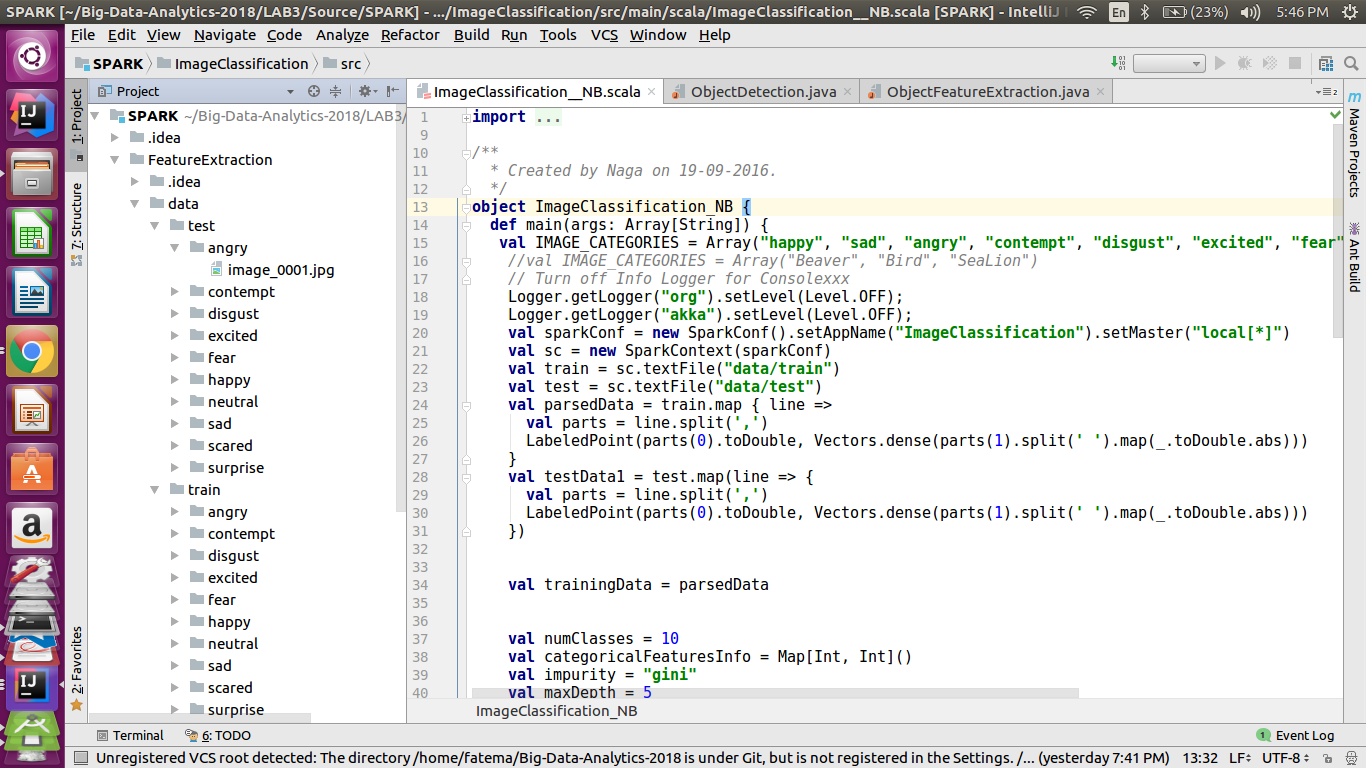 SPARK [~/Big-Data-Analytics-2018/LAB3/Source/SPARK] - .../ImageClassification/src/main/scala/ImageClassification__NB.scala [SPARK] - IntelliJ
En
(23%)
5:46 PM
File Edit View Navigate Code Analyze Refactor Build Run Tools VCS Window Help
SPARK ImageClassification src
Project
ImageClassification__NB.scala ObjectDetection.java ObjectFeatureExtraction.java
1: Project
7: Structure
2: Favorites
Maven Projects
Ant Build
SPARK ~/Big-Data-Analytics-2018/LAB3/
.idea
FeatureExtraction
.idea
data
test
angry
image_0001.jpg
contempt
disgust
excited
fear
happy
neutral
sad
scared
surprise
train
angry
contempt
disgust
excited
fear
happy
neutral
sad
scared
surprise
1 import ...
9
10 /**
11 * Created by Naga on 19-09-2016.
12 */
13 object ImageClassification_NB {
14 def main(args: Array[String]) {
15 val IMAGE_CATEGORIES = Array("happy", "sad", "angry", "contempt", "disgust", "excited", "fear"
16 //val IMAGE_CATEGORIES = Array("Beaver", "Bird", "SeaLion")
17 // Turn off Info Logger for Consolexxx
18 Logger.getLogger("org").setLevel(Level.OFF);
19 Logger.getLogger("akka").setLevel(Level.OFF);
20 val sparkConf = new SparkConf().setAppName("ImageClassification").setMaster("local[*]")
21 val sc = new SparkContext(sparkConf)
22 val train = sc.textFile("data/train")
23 val test = sc.textFile("data/test")
24 val parsedData = train.map { line =>
25 val parts = line.split(',')
26 LabeledPoint(parts(0).toDouble, Vectors.dense(parts(1).split(' ').map(_.toDouble.abs)))
27 }
28 val testData1 = test.map(line => {
29 val parts = line.split(',')
30 LabeledPoint(parts(0).toDouble, Vectors.dense(parts(1).split(' ').map(_.toDouble.abs)))
31 })
32
33
34 val trainingData = parsedData
35
36
37 val numClasses = 10
38 val categoricalFeaturesInfo = Map[Int, Int]()
39 val impurity = "gini"
40 val maxDepth = 5
ImageClassification_NB
Terminal 6: TODO 1 Event Log
Unregistered VCS root detected: The directory /home/fatema/Big-Data-Analytics-2018 is under Git, but is not registered in the Settings. /... (yesterday 7:41 PM) 13:32 LF UTF-8